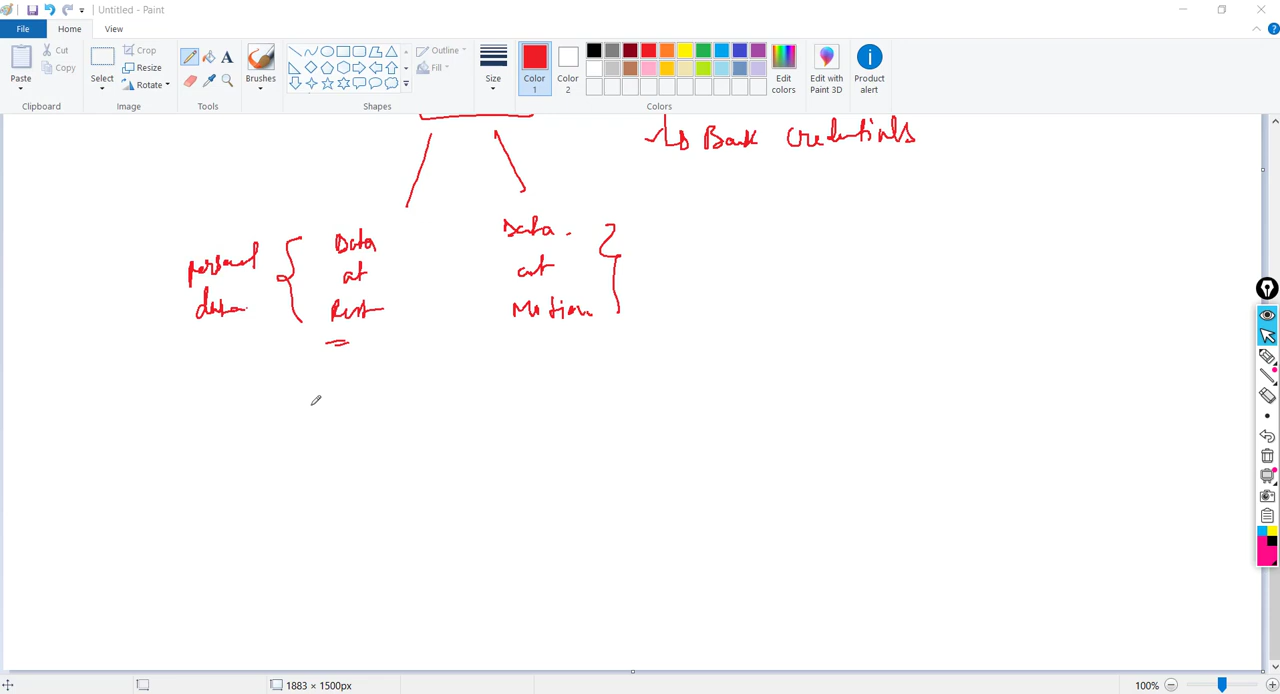 Untitled - Paint
File Home View
Paste
Cut
Copy
Clipboard
Select
Crop
Resize
Rotate
Image
Tools
Brushes
Shapes
Outline
Fill
Size
Color 1
Color 2
Colors
Edit colors
Edit with Paint 3D
Product alert
Bank credentials
personal data
Data at Rest
Data at Motion
1883 × 1500px
100%